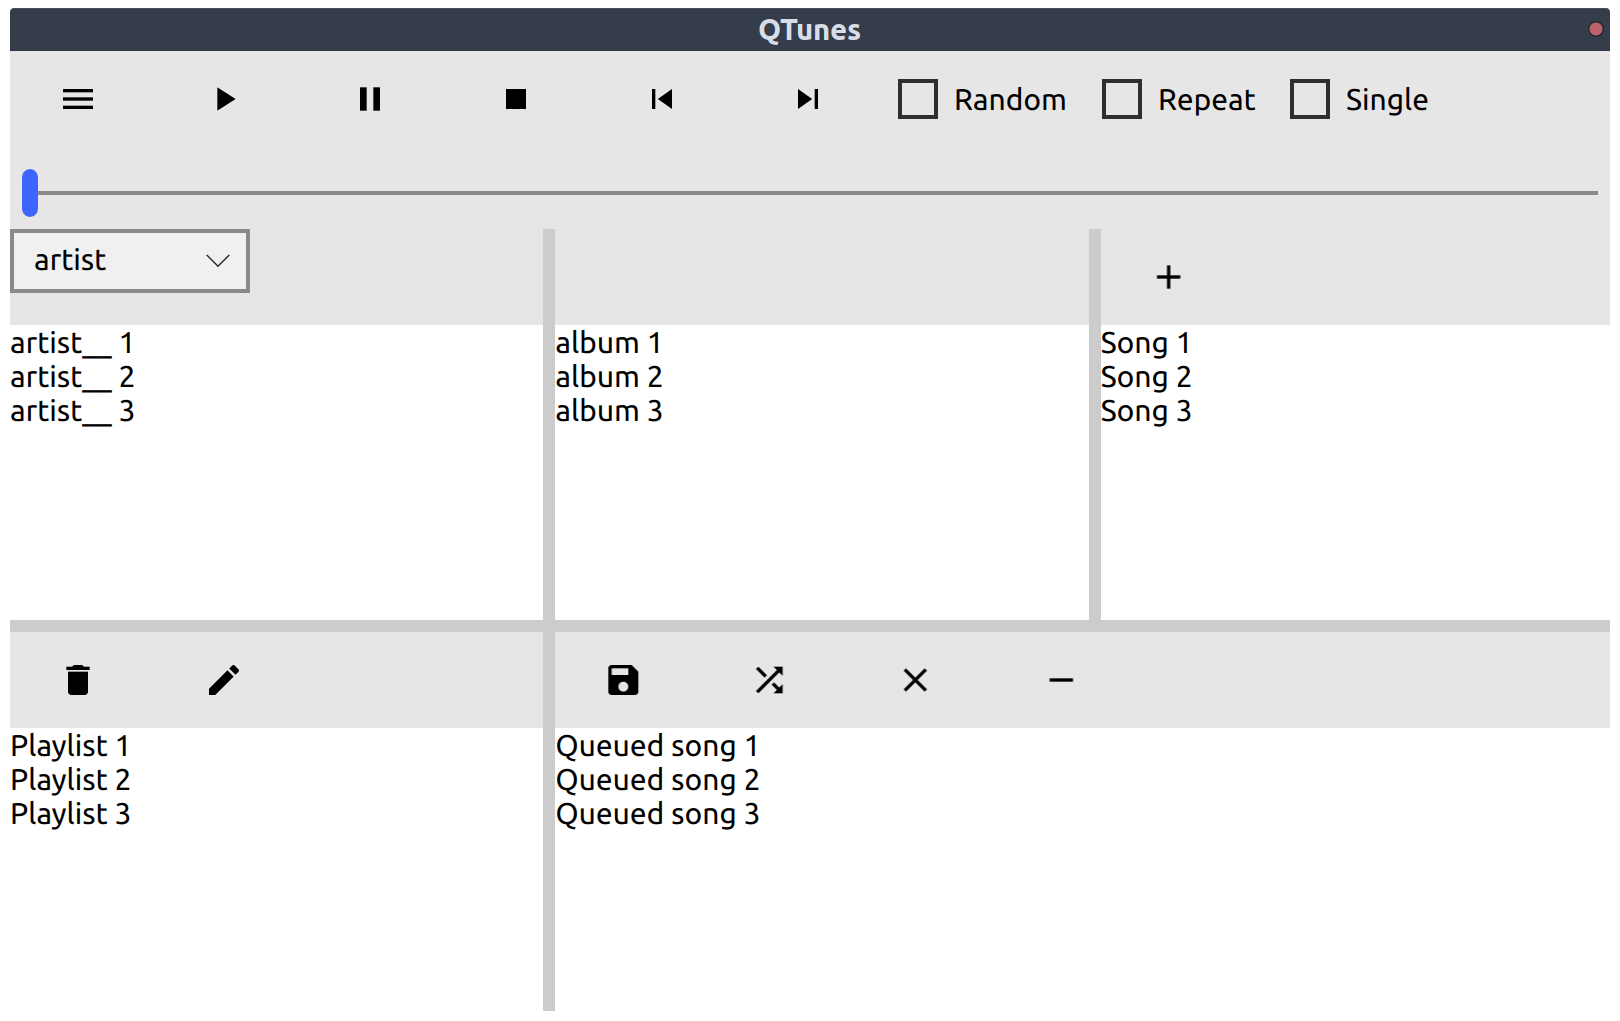 QTunes
Random Repeat Single
artist
artist__ 1
artist__ 2
artist__ 3
album 1
album 2
album 3
Song 1
Song 2
Song 3
Playlist 1
Playlist 2
Playlist 3
Queued song 1
Queued song 2
Queued song 3